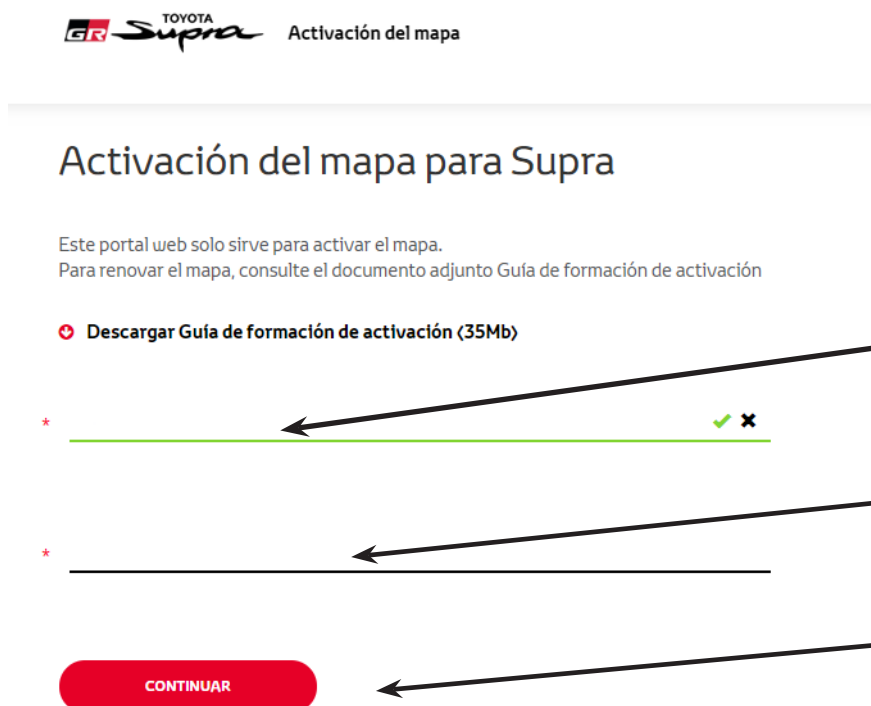 GR TOYOTA Supra Activación del mapa
Activación del mapa para Supra
Este portal web solo sirve para activar el mapa.
Para renovar el mapa, consulte el documento adjunto Guía de formación de activación
Descargar Guía de formación de activación (35Mb)
*
*
CONTINUAR